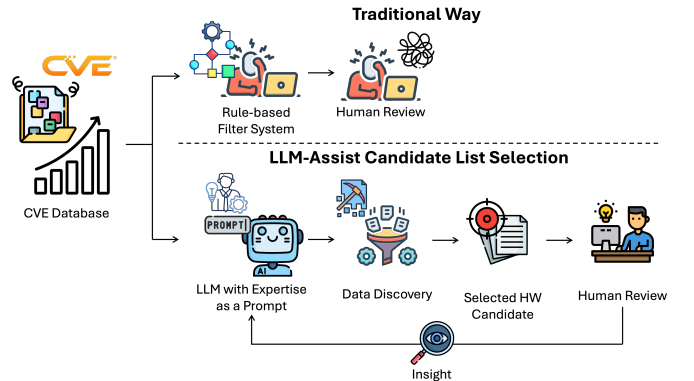 Traditional Way
CVE
Rule-based
Filter System
Human Review
CVE Database
LLM-Assist Candidate List Selection
PROMPT
AI
LLM with Expertise
as a Prompt
Data Discovery
Selected HW
Candidate
Human Review
Insight